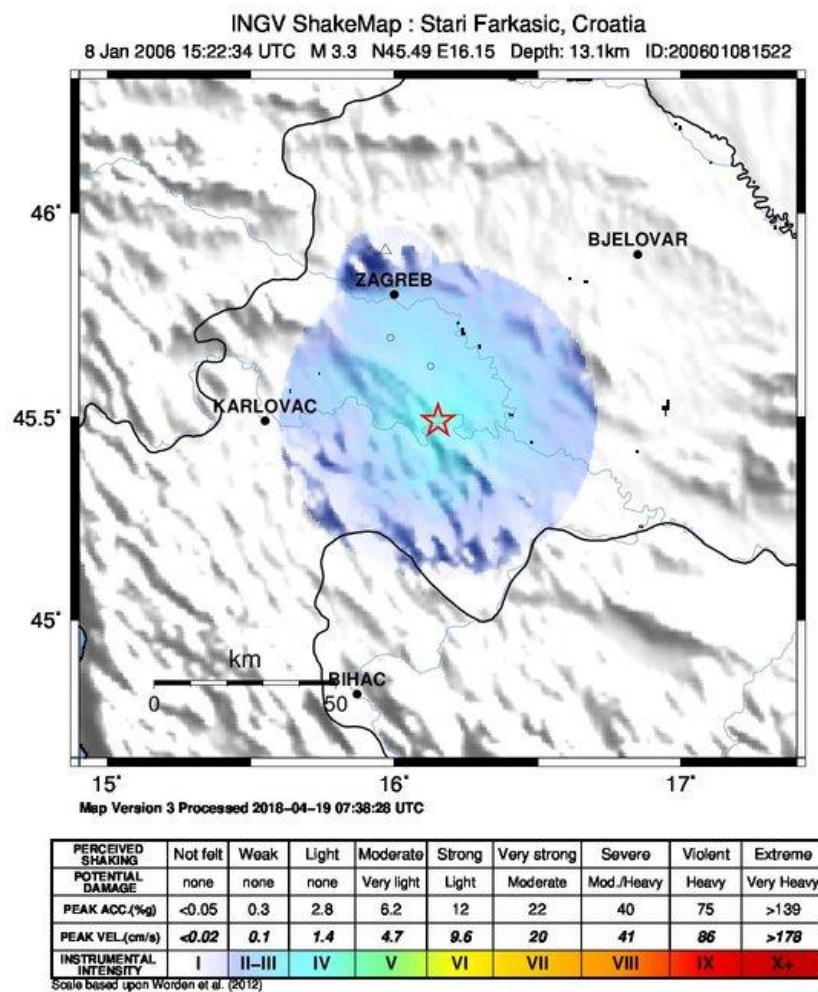 INGV ShakeMap : Stari Farkasic, Croatia
8 Jan 2006 15:22:34 UTC M 3.3 N45.49 E16.15 Depth: 13.1km ID:200601081522
46˚
BJELOVAR
ZAGREB
KARLOVAC
45.5˚
45˚
km
BIHAC
0 50
15˚ 16˚ 17˚
Map Version 3 Processed 2018-04-19 07:38:28 UTC
PERCEIVED SHAKING Not felt Weak Light Moderate Strong Very strong Severe Violent Extreme
POTENTIAL DAMAGE none none none Very light Light Moderate Mod./Heavy Heavy Very Heavy
PEAK ACC.(%g) <0.05 0.3 2.8 6.2 12 22 40 75 >139
PEAK VEL.(cm/s) <0.02 0.1 1.4 4.7 9.6 20 41 86 >178
INSTRUMENTAL INTENSITY I II-III IV V VI VII VIII IX X+
Scale based upon Worden et al. (2012)